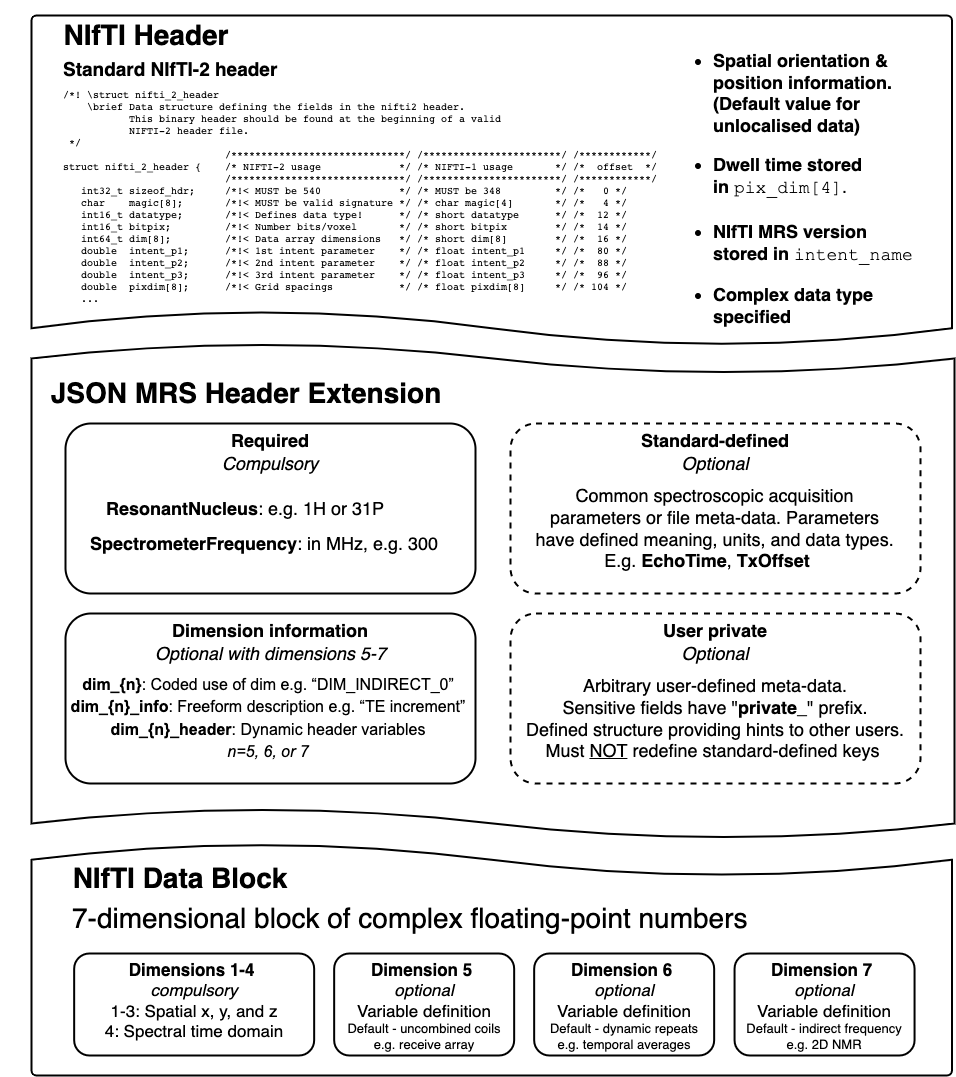 NIfTI Header
Standard NIfTI-2 header
/*! \struct nifti_2_header
    \brief Data structure defining the fields in the nifti2 header.
           This binary header should be found at the beginning of a valid
           NIFTI-2 header file.
 */
                           /*****************************/ /***********************/ /************/
struct nifti_2_header {    /* NIFTI-2 usage             */ /* NIFTI-1 usage       */ /*  offset  */
                           /*****************************/ /***********************/ /************/
   int32_t sizeof_hdr;     /*!< MUST be 540             */ /* MUST be 348         */ /*   0 */
   char    magic[8];       /*!< MUST be valid signature */ /* char magic[4]       */ /*   4 */
   int16_t datatype;       /*!< Defines data type!      */ /* short datatype      */ /*  12 */
   int16_t bitpix;         /*!< Number bits/voxel       */ /* short bitpix        */ /*  14 */
   int64_t dim[8];         /*!< Data array dimensions   */ /* short dim[8]        */ /*  16 */
   double  intent_p1;      /*!< 1st intent parameter    */ /* float intent_p1     */ /*  80 */
   double  intent_p2;      /*!< 2nd intent parameter    */ /* float intent_p2     */ /*  88 */
   double  intent_p3;      /*!< 3rd intent parameter    */ /* float intent_p3     */ /*  96 */
   double  pixdim[8];      /*!< Grid spacings           */ /* float pixdim[8]     */ /* 104 */
   ...
• Spatial orientation &
position information.
(Default value for
unlocalised data)
• Dwell time stored
in pix_dim[4].
• NIfTI MRS version
stored in intent_name
• Complex data type
specified
JSON MRS Header Extension
Required
Compulsory
ResonantNucleus: e.g. 1H or 31P
SpectrometerFrequency: in MHz, e.g. 300
Standard-defined
Optional
Common spectroscopic acquisition
parameters or file meta-data. Parameters
have defined meaning, units, and data types.
E.g. EchoTime, TxOffset
Dimension information
Optional with dimensions 5-7
dim_{n}: Coded use of dim e.g. “DIM_INDIRECT_0”
dim_{n}_info: Freeform description e.g. “TE increment”
dim_{n}_header: Dynamic header variables
n=5, 6, or 7
User private
Optional
Arbitrary user-defined meta-data.
Sensitive fields have "private_" prefix.
Defined structure providing hints to other users.
Must NOT redefine standard-defined keys
NIfTI Data Block
7-dimensional block of complex floating-point numbers
Dimensions 1-4
compulsory
1-3: Spatial x, y, and z
4: Spectral time domain
Dimension 5
optional
Variable definition
Default - uncombined coils
e.g. receive array
Dimension 6
optional
Variable definition
Default - dynamic repeats
e.g. temporal averages
Dimension 7
optional
Variable definition
Default - indirect frequency
e.g. 2D NMR